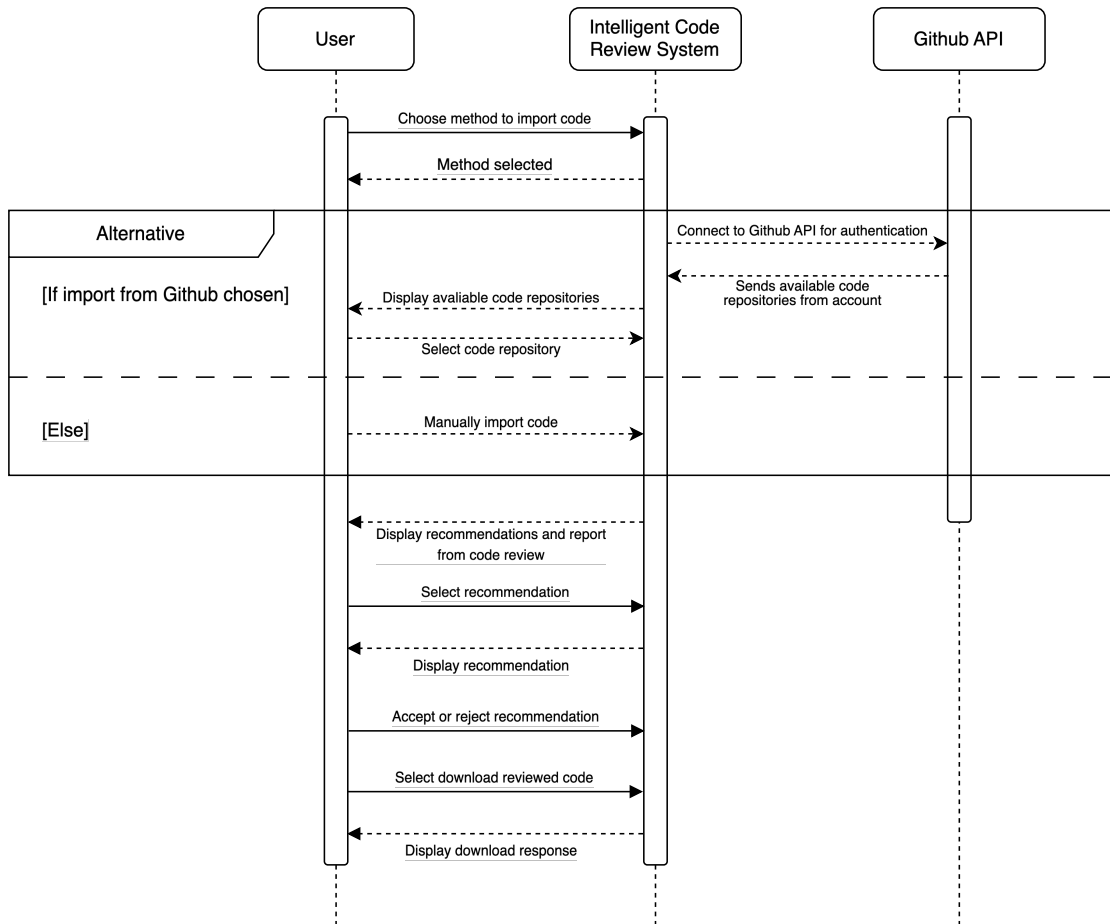 User
Intelligent Code
Review System
Github API
Choose method to import code
Method selected
Alternative
Connect to Github API for authentication
[If import from Github chosen]
Sends available code
repositories from account
Display avaliable code repositories
Select code repository
[Else]
Manually import code
Display recommendations and report
from code review
Select recommendation
Display recommendation
Accept or reject recommendation
Select download reviewed code
Display download response